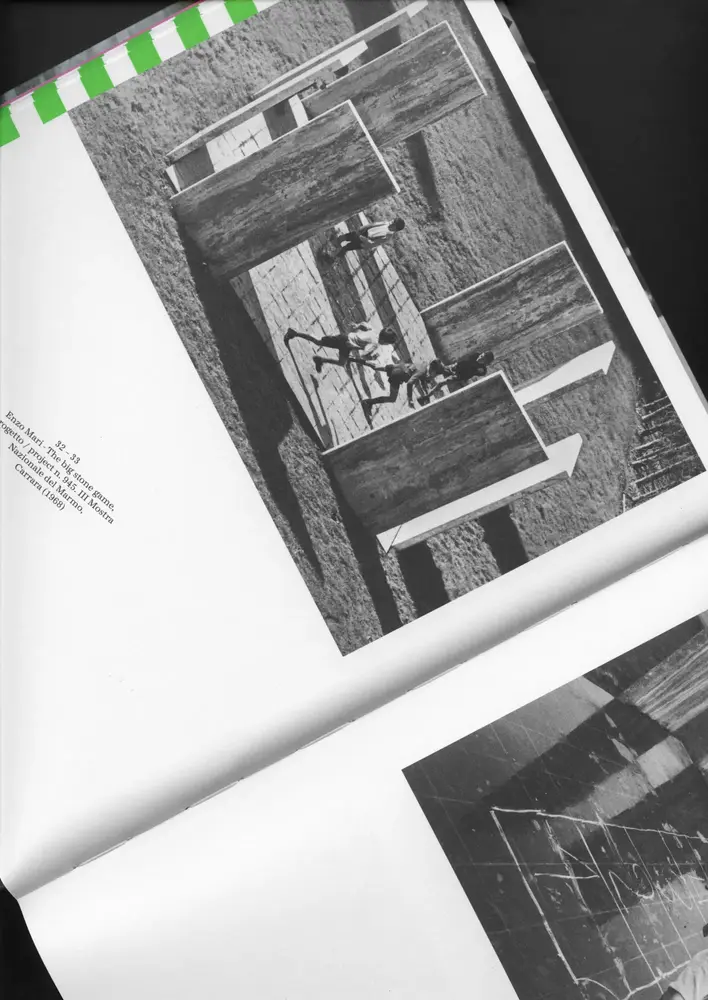 32 - 33
Enzo Mari - The big stone game,
rogetto / project n. 945, III Mostra
Nazionale del Marmo,
Carrara (1968)